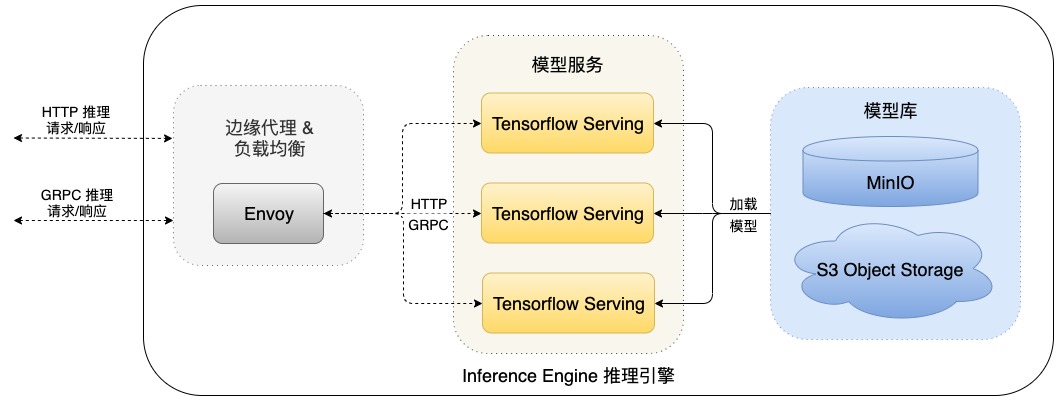 HTTP 推理
请求/响应
GRPC 推理
请求/响应
边缘代理 &
负载均衡
Envoy
HTTP
GRPC
模型服务
Tensorflow Serving
Tensorflow Serving
Tensorflow Serving
加载
模型
模型库
MinIO
S3 Object Storage
Inference Engine 推理引擎